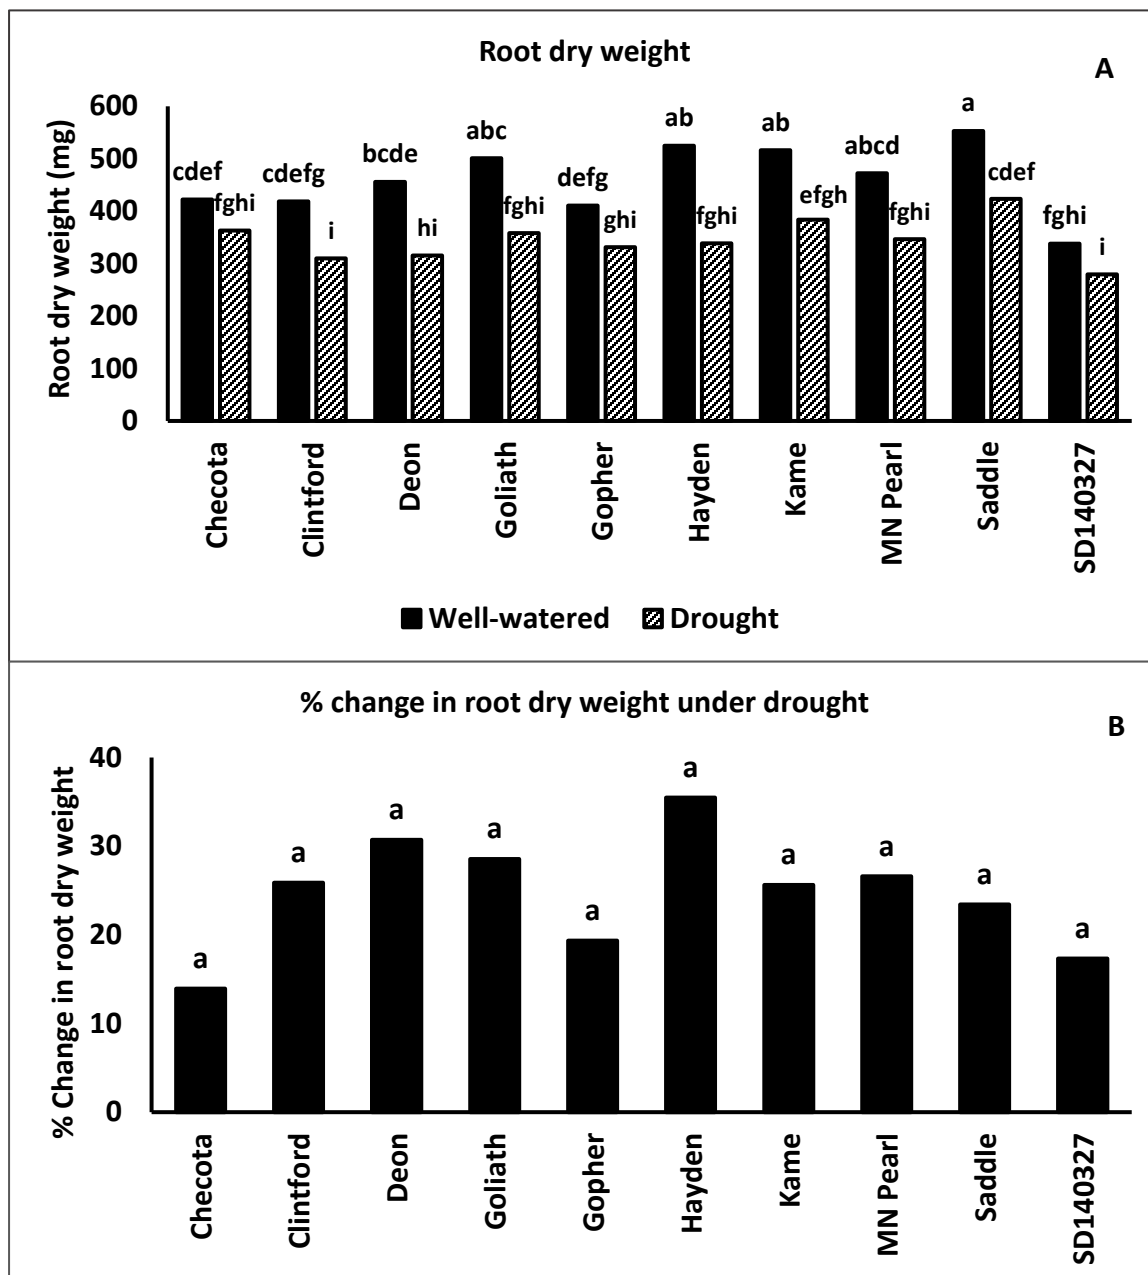 Root dry weight
A
Root dry weight (mg)
600
500
400
300
200
100
0
cdef
fghi
cdefg
i
bcde
hi
abc
fghi
defg
ghi
ab
fghi
ab
efgh
abcd
fghi
a
cdef
fghi
i
Checota
Clintford
Deon
Goliath
Gopher
Hayden
Kame
MN Pearl
Saddle
SD140327
Well-watered
Drought
% change in root dry weight under drought
B
% Change in root dry weight
40
30
20
10
0
a
a
a
a
a
a
a
a
a
a
Checota
Clintford
Deon
Goliath
Gopher
Hayden
Kame
MN Pearl
Saddle
SD140327